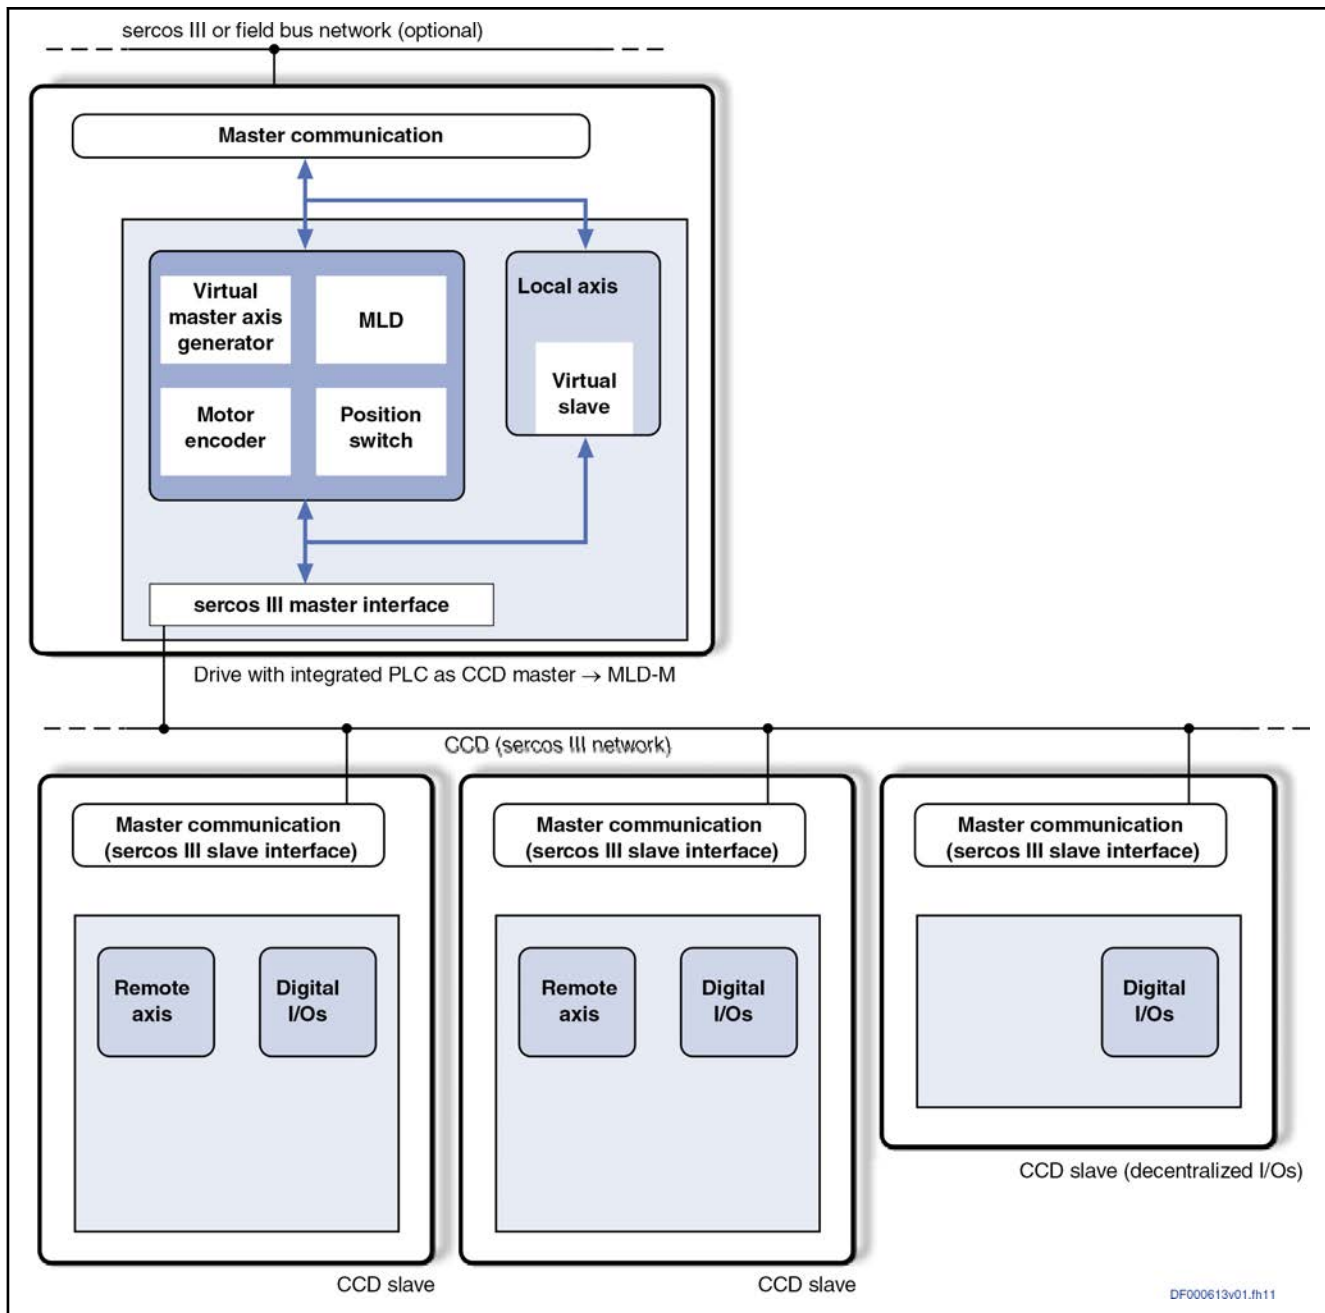 sercos III or field bus network (optional)
Master communication
Virtual
master axis
generator
MLD
Motor
encoder
Position
switch
Local axis
Virtual
slave
sercos III master interface
Drive with integrated PLC as CCD master → MLD-M
CCD (sercos III network)
Master communication
(sercos III slave interface)
Remote
axis
Digital
I/Os
CCD slave
Master communication
(sercos III slave interface)
Remote
axis
Digital
I/Os
CCD slave
Master communication
(sercos III slave interface)
Digital
I/Os
CCD slave (decentralized I/Os)
DF000613v01.fh11